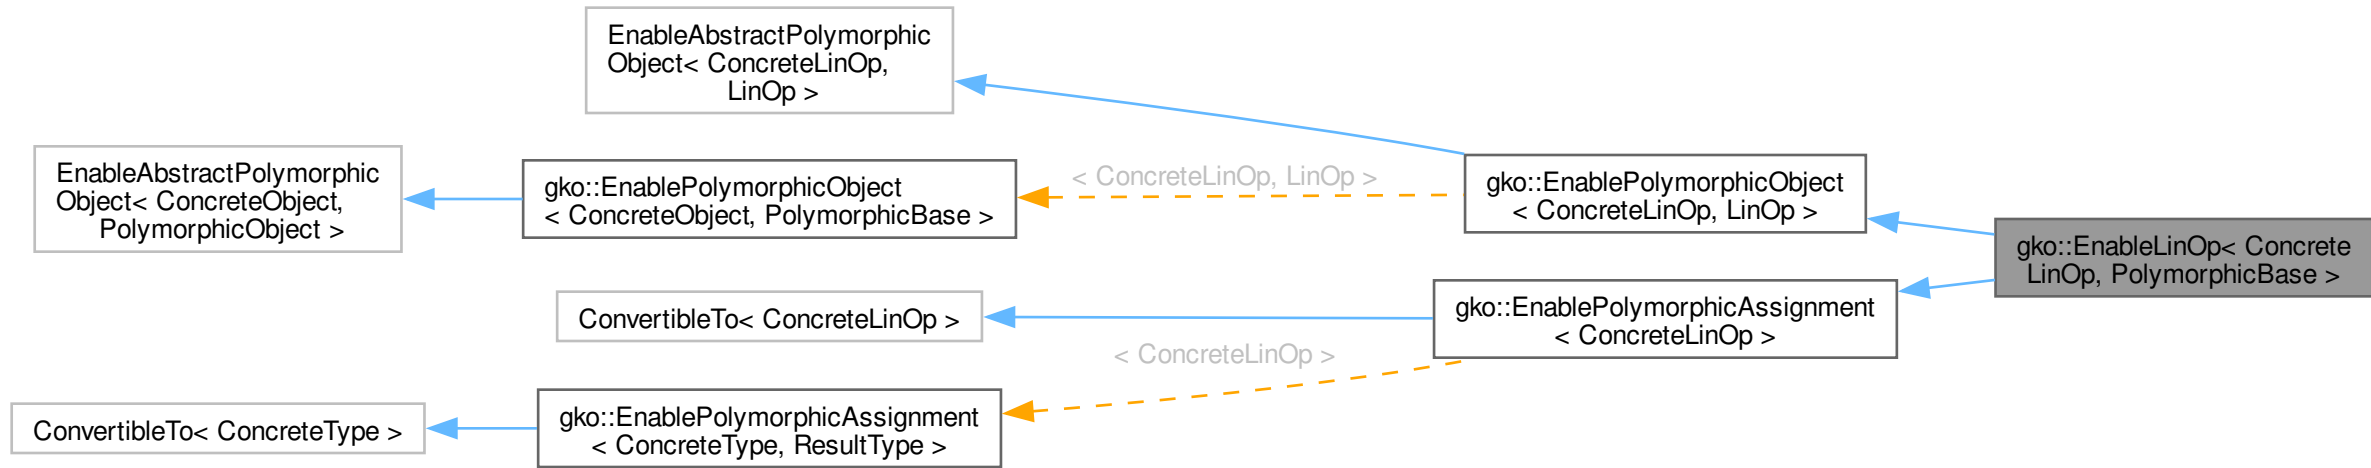 EnableAbstractPolymorphic
Object< ConcreteLinOp,
LinOp >
EnableAbstractPolymorphic
Object< ConcreteObject,
PolymorphicObject >
gko::EnablePolymorphicObject
< ConcreteObject, PolymorphicBase >
< ConcreteLinOp, LinOp >
gko::EnablePolymorphicObject
< ConcreteLinOp, LinOp >
gko::EnableLinOp< Concrete
LinOp, PolymorphicBase >
ConvertibleTo< ConcreteLinOp >
gko::EnablePolymorphicAssignment
< ConcreteLinOp >
< ConcreteLinOp >
ConvertibleTo< ConcreteType >
gko::EnablePolymorphicAssignment
< ConcreteType, ResultType >